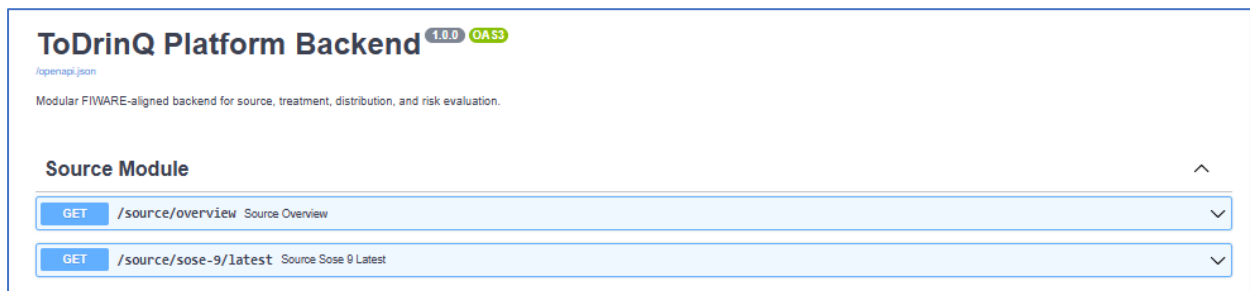 ToDrinQ Platform Backend 1.0.0 OAS3
/openapi.json
Modular FIWARE-aligned backend for source, treatment, distribution, and risk evaluation.
Source Module
GET /source/overview Source Overview
GET /source/sose-9/latest Source Sose 9 Latest